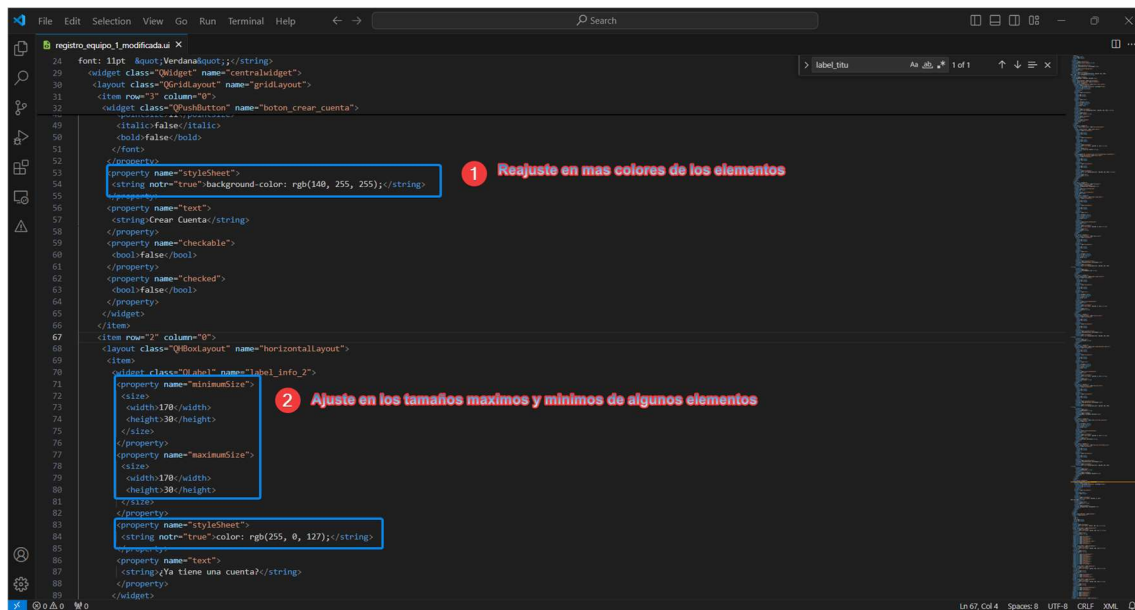 File Edit Selection View Go Run Terminal Help
Search
registro_equipo_1_modificada.ui
24 font: 11pt &quot;Verdana&quot;;</string>
29 <widget class="QWidget" name="centralwidget">
30 <layout class="QGridLayout" name="gridLayout">
31 <item row="3" column="0">
32 <widget class="QPushButton" name="boton_crear_cuenta">
label_titu
1 of 1
49 <italic>false</italic>
50 <bold>false</bold>
51 </font>
52 </property>
53 <property name="styleSheet">
54 <string notr="true">background-color: rgb(140, 255, 255);</string>
55 </property>
1 Reajuste en mas colores de los elementos
56 <property name="text">
57 <string>Crear Cuenta</string>
58 </property>
59 <property name="checkable">
60 <bool>false</bool>
61 </property>
62 <property name="checked">
63 <bool>false</bool>
64 </property>
65 </widget>
66 </item>
67 <item row="2" column="0">
68 <layout class="QHBoxLayout" name="horizontalLayout">
69 <item>
70 <widget class="QLabel" name="label_info_2">
71 <property name="minimumSize">
72 <size>
73 <width>170</width>
74 <height>30</height>
75 </size>
76 </property>
2 Ajuste en los tamaños maximos y minimos de algunos elementos
77 <property name="maximumSize">
78 <size>
79 <width>170</width>
80 <height>30</height>
81 </size>
82 </property>
83 <property name="styleSheet">
84 <string notr="true">color: rgb(255, 0, 127);</string>
85 </property>
86 <property name="text">
87 <string>¿Ya tiene una cuenta?</string>
88 </property>
89 </widget>
0 0 0
Ln 67, Col 4 Spaces: 8 UTF-8 CRLF XML